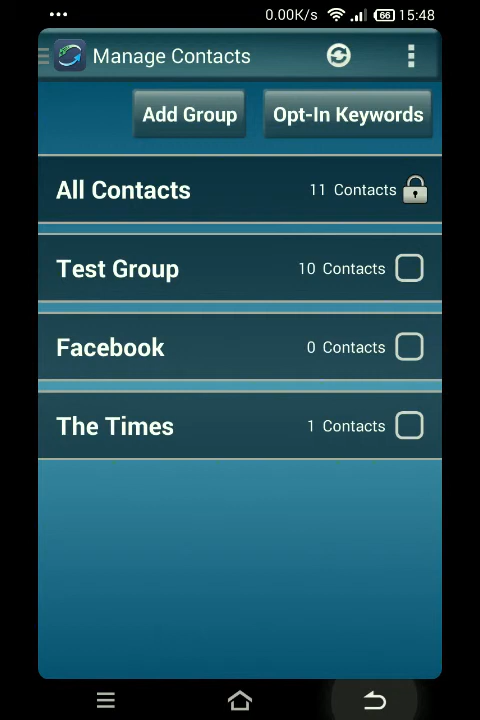 0.00K/s 66 15:48
Manage Contacts
Add Group Opt-In Keywords
All Contacts 11 Contacts
Test Group 10 Contacts
Facebook 0 Contacts
The Times 1 Contacts